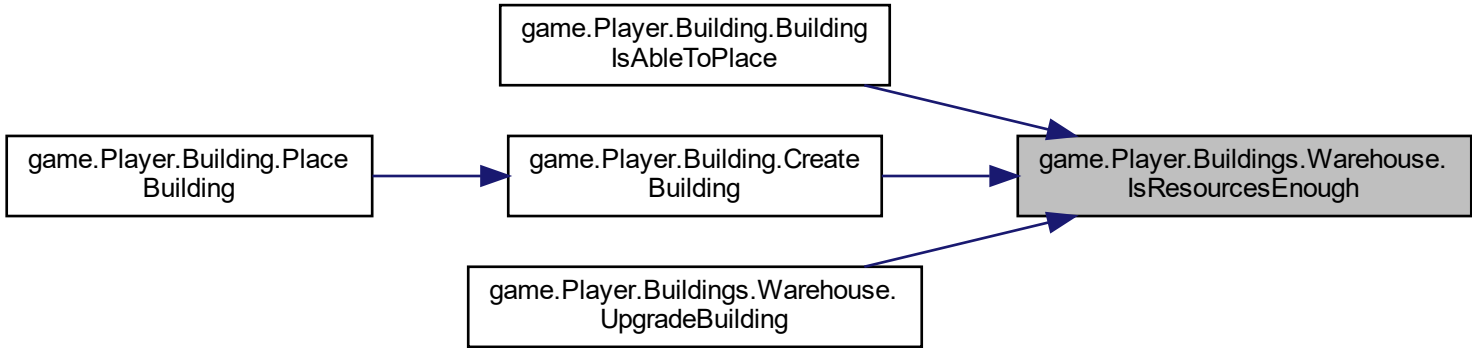 game.Player.Building.Building
IsAbleToPlace
game.Player.Building.Place
Building
game.Player.Building.Create
Building
game.Player.Buildings.Warehouse.
IsResourcesEnough
game.Player.Buildings.Warehouse.
UpgradeBuilding